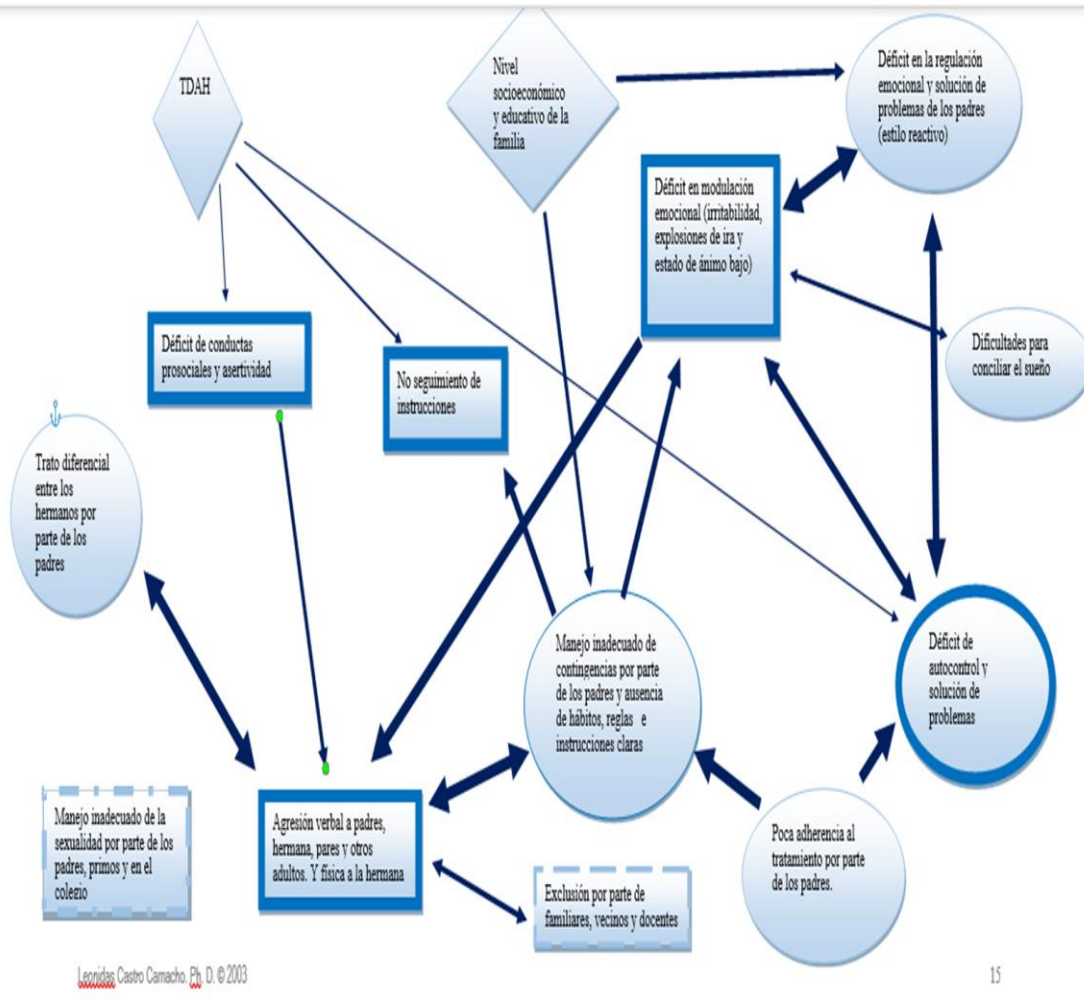 TDAH
Nivel
socioeconómico
y educativo de la
familia
Déficit en la regulación
emocional y solución de
problemas de los padres
(estilo reactivo)
Déficit en modulación
emocional (irritabilidad,
explosiones de ira y
estado de ánimo bajo)
Dificultades para
conciliar el sueño
Déficit de conductas
prosociales y asertividad
No seguimiento de
instrucciones
Trato diferencial
entre los
hermanos por
parte de los
padres
Manejo inadecuado de
contingencias por parte
de los padres y ausencia
de hábitos, reglas e
instrucciones claras
Déficit de
autocontrol y
solución de
problemas
Manejo inadecuado de la
sexualidad por parte de los
padres, primos y en el
colegio
Agresión verbal a padres,
hermana, pares y otros
adultos. Y física a la hermana
Exclusión por parte de
familiares, vecinos y docentes
Poca adherencia al
tratamiento por parte
de los padres.
Leonidas Castro Camacho. Ph. D. © 2003
15